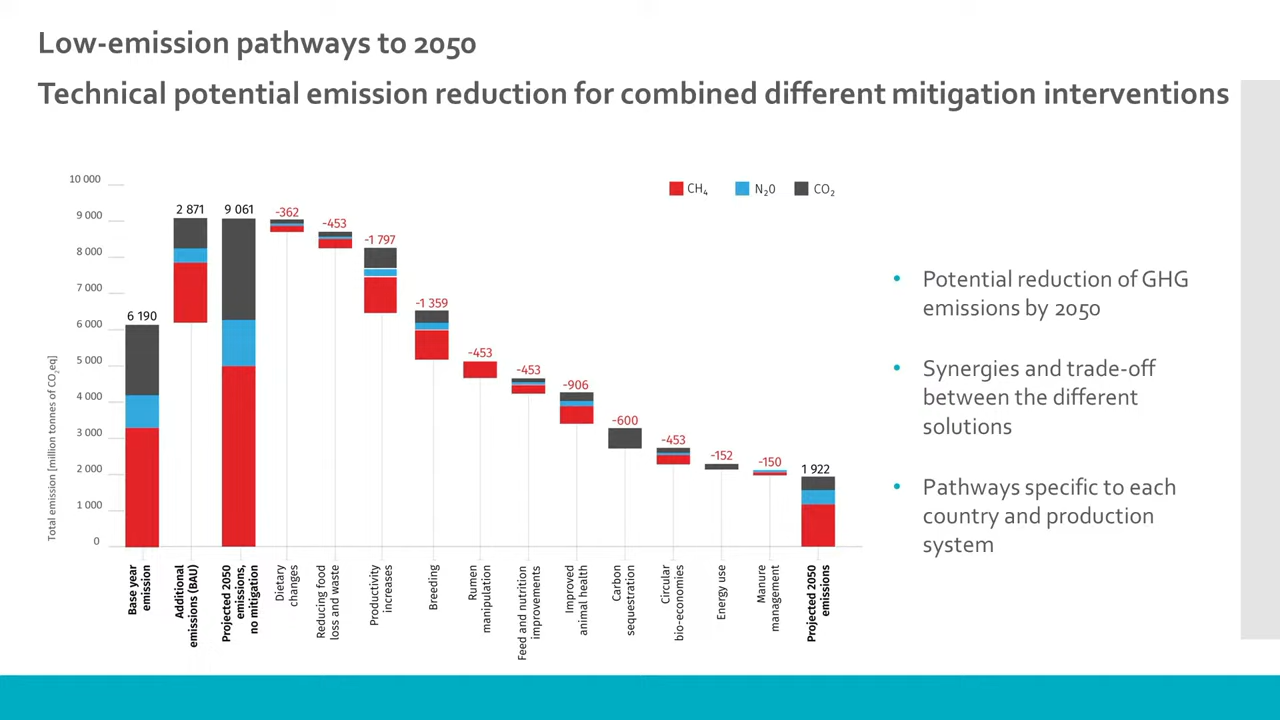 Low-emission pathways to 2050
Technical potential emission reduction for combined different mitigation interventions
CH₄
N₂0
CO₂
Total emission [million tonnes of CO₂eq]
10 000
9 000
8 000
7 000
6 000
5 000
4 000
3 000
2 000
1 000
0
6 190
2 871
9 061
-362
-453
-1 797
-1 359
-453
-453
-906
-600
-453
-152
-150
1 922
Base year
emission
Additional
emissions (BAU)
Projected 2050
emissions,
no mitigation
Dietary
changes
Reducing food
loss and waste
Productivity
increases
Breeding
Rumen
manipulation
Feed and nutrition
improvements
Improved
animal health
Carbon
sequestration
Circular
bio-economies
Energy use
Manure
management
Projected 2050
emissions
• Potential reduction of GHG
emissions by 2050
• Synergies and trade-off
between the different
solutions
• Pathways specific to each
country and production
system